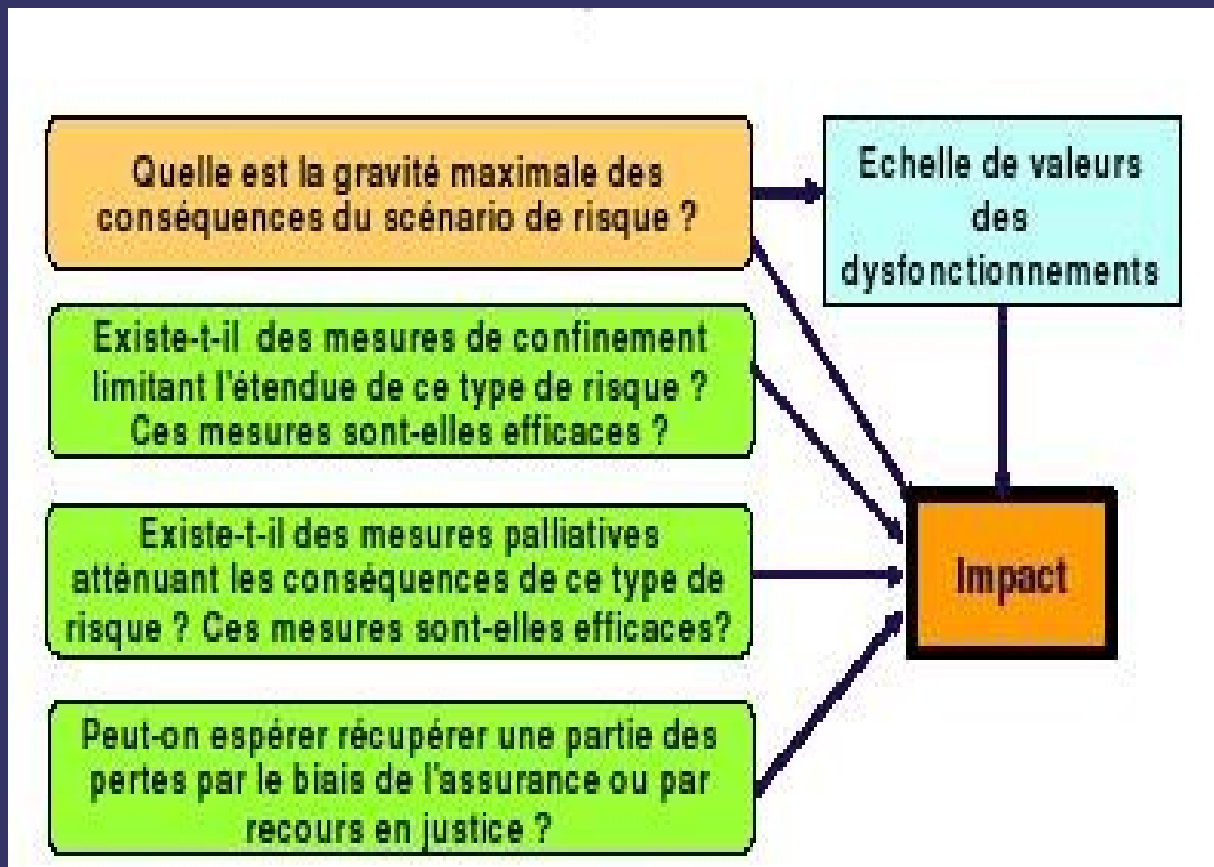 Quelle est la gravité maximale des
conséquences du scénario de risque ?
Echelle de valeurs
des
dysfonctionnements
Existe-t-il des mesures de confinement
limitant l'étendue de ce type de risque ?
Ces mesures sont-elles efficaces ?
Existe-t-il des mesures palliatives
atténuant les conséquences de ce type de
risque ? Ces mesures sont-elles efficaces?
Impact
Peut-on espérer récupérer une partie des
pertes par le biais de l'assurance ou par
recours en justice ?